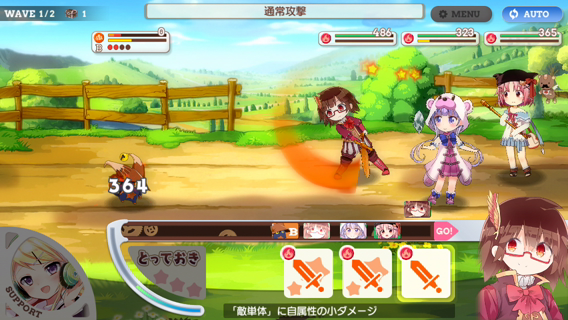 WAVE 1/2 1
通常攻撃
MENU
AUTO
0
B
486
323
365
364
B
GO!
SUPPORT
とっておき
「敵単体」に自属性の小ダメージ